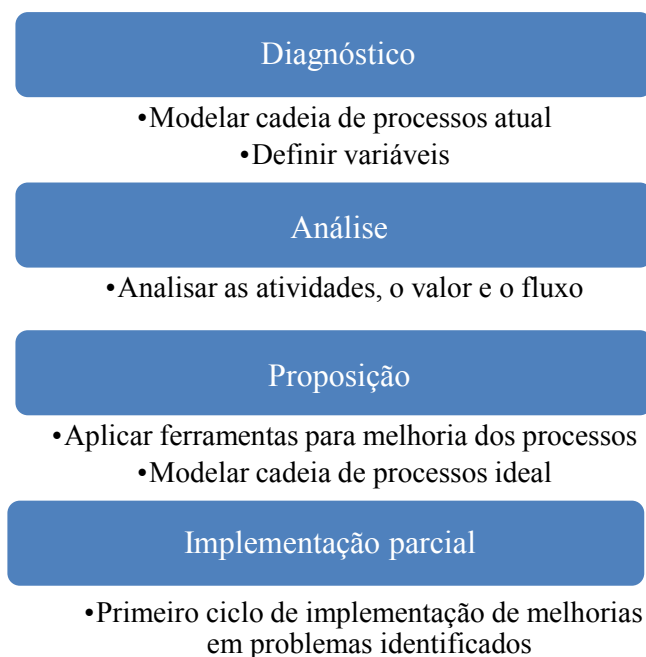 Diagnóstico
•Modelar cadeia de processos atual
•Definir variáveis
Análise
•Analisar as atividades, o valor e o fluxo
Proposição
•Aplicar ferramentas para melhoria dos processos
•Modelar cadeia de processos ideal
Implementação parcial
•Primeiro ciclo de implementação de melhorias
em problemas identificados